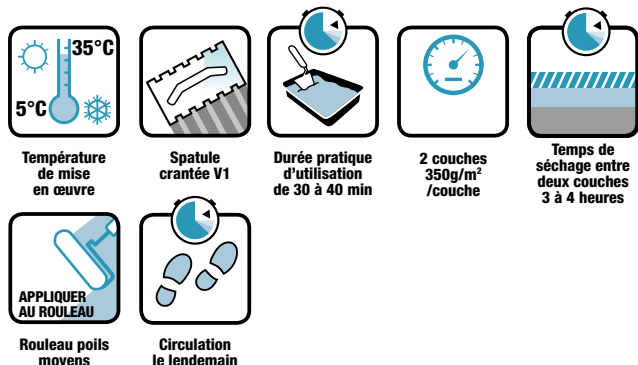 35°C
5°C
Température
de mise
en œuvre
Spatule
crantée V1
Durée pratique
d'utilisation
de 30 à 40 min
2 couches
350g/m²
/couche
Temps de
séchage entre
deux couches
3 à 4 heures
APPLIQUER
AU ROULEAU
Rouleau poils
moyens
Circulation
le lendemain